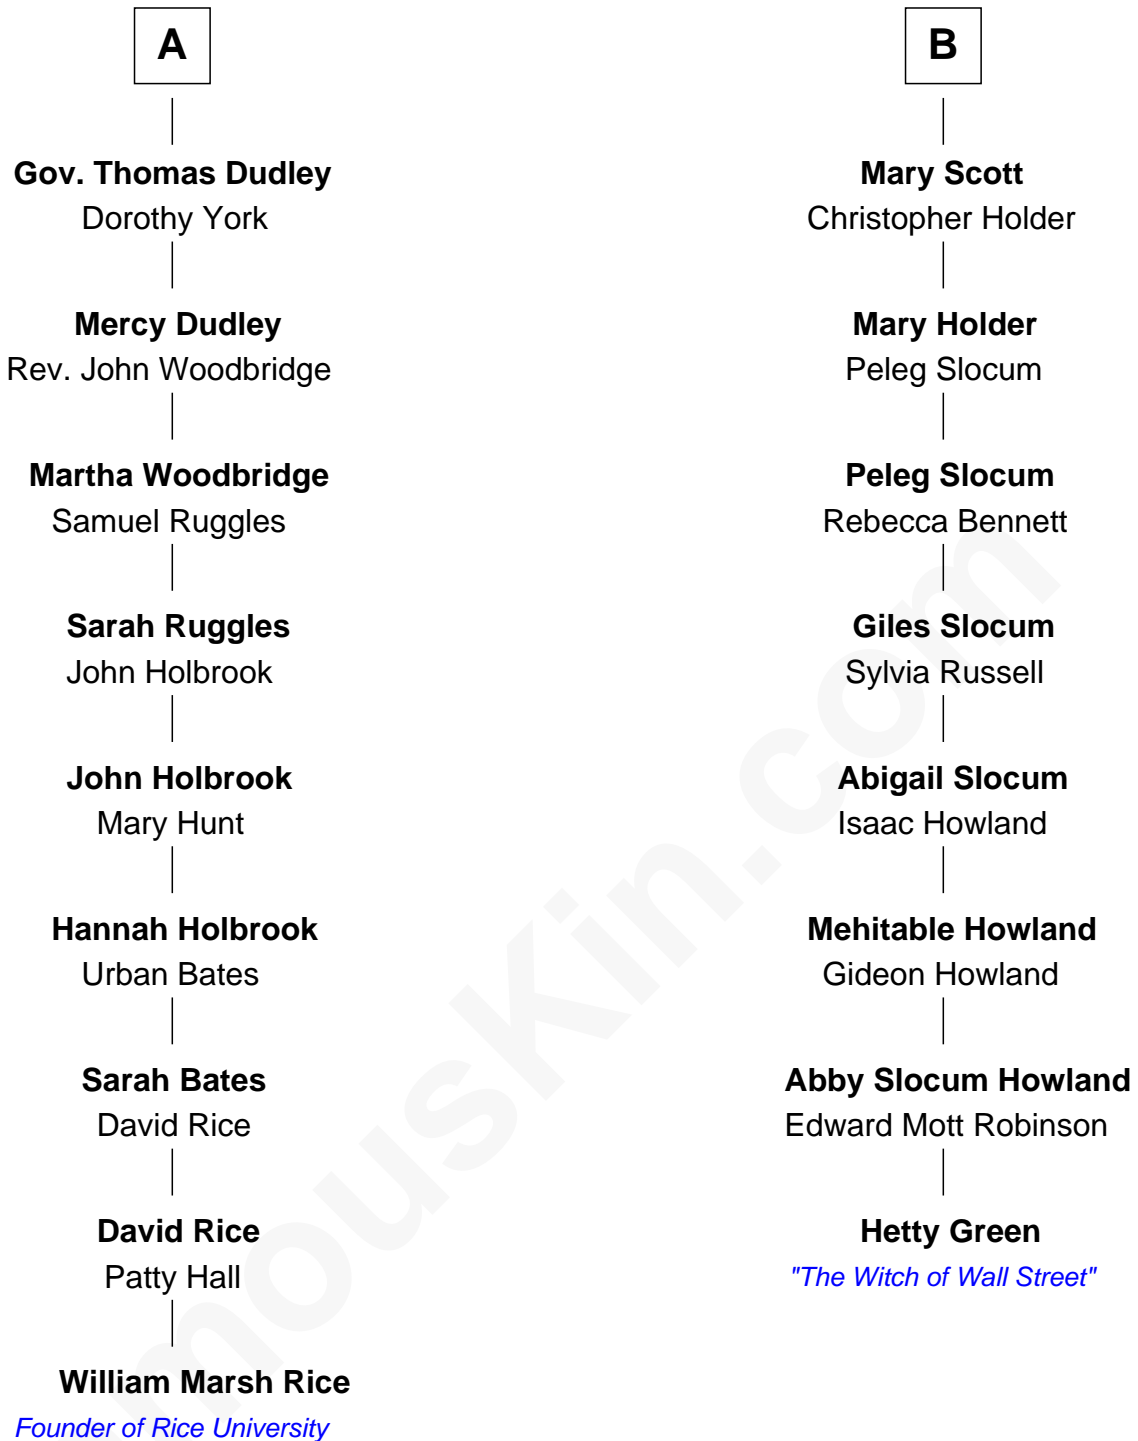 A
Gov. Thomas Dudley
Dorothy York
Mercy Dudley
Rev. John Woodbridge
Martha Woodbridge
Samuel Ruggles
Sarah Ruggles
John Holbrook
John Holbrook
Mary Hunt
Hannah Holbrook
Urban Bates
Sarah Bates
David Rice
David Rice
Patty Hall
William Marsh Rice
Founder of Rice University
B
Mary Scott
Christopher Holder
Mary Holder
Peleg Slocum
Peleg Slocum
Rebecca Bennett
Giles Slocum
Sylvia Russell
Abigail Slocum
Isaac Howland
Mehitable Howland
Gideon Howland
Abby Slocum Howland
Edward Mott Robinson
Hetty Green
"The Witch of Wall Street"
mousKin.com